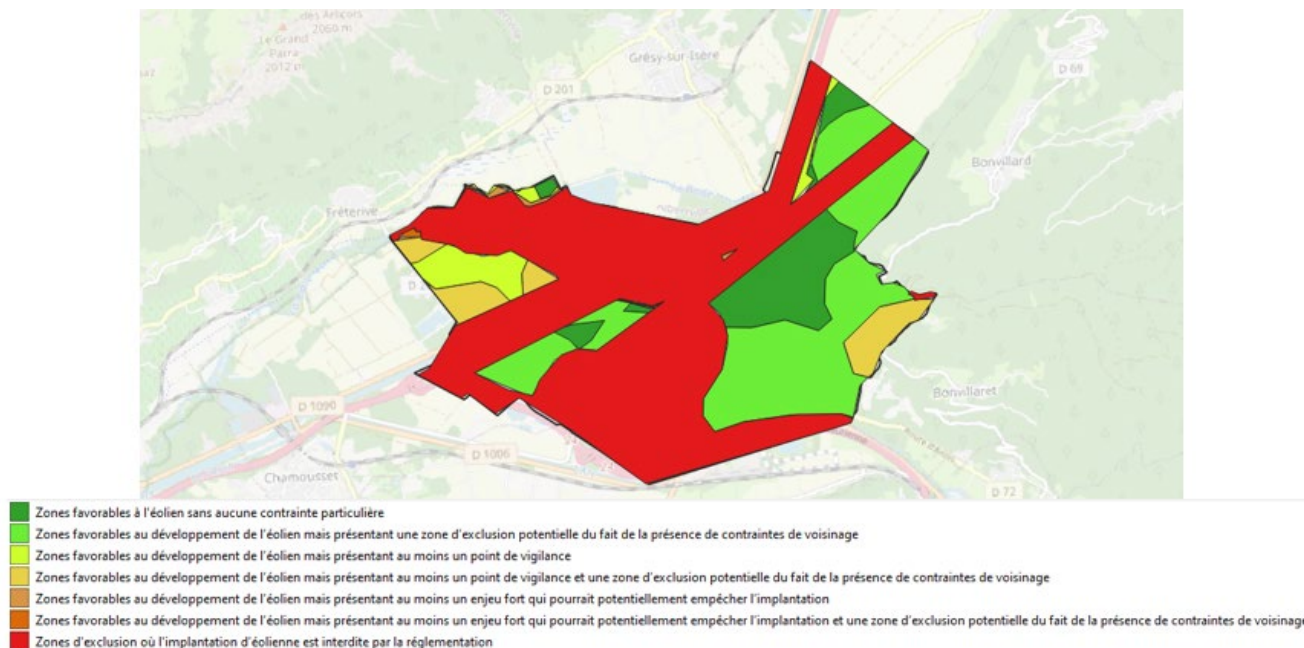 des Arlicots
2060 m
Le Grand
Parra
2012 m
Grésy-sur-Isère
D 201
D 69
Bonvillard
Fréterive
Bonvillaret
D 1090
D 1006
Chamousset
D 72
Zones favorables à l'éolien sans aucune contrainte particulière
Zones favorables au développement de l'éolien mais présentant une zone d'exclusion potentielle du fait de la présence de contraintes de voisinage
Zones favorables au développement de l'éolien mais présentant au moins un point de vigilance
Zones favorables au développement de l'éolien mais présentant au moins un point de vigilance et une zone d'exclusion potentielle du fait de la présence de contraintes de voisinage
Zones favorables au développement de l'éolien mais présentant au moins un enjeu fort qui pourrait potentiellement empêcher l'implantation
Zones favorables au développement de l'éolien mais présentant au moins un enjeu fort qui pourrait potentiellement empêcher l'implantation et une zone d'exclusion potentielle du fait de la présence de contraintes de voisinage
Zones d'exclusion où l'implantation d'éolienne est interdite par la réglementation